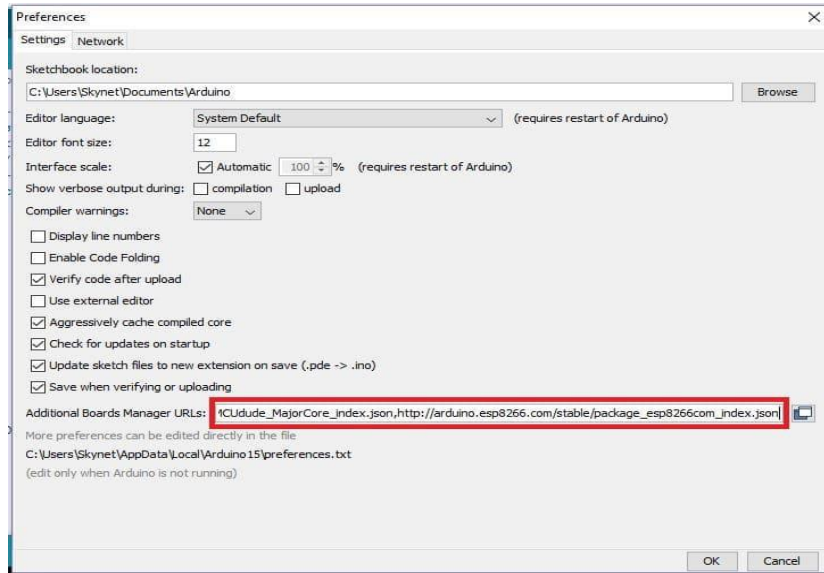 Preferences
Settings Network
Sketchbook location:
C:\Users\Skynet\Documents\Arduino Browse
Editor language: System Default (requires restart of Arduino)
Editor font size: 12
Interface scale: Automatic 100 % (requires restart of Arduino)
Show verbose output during: compilation upload
Compiler warnings: None
Display line numbers
Enable Code Folding
Verify code after upload
Use external editor
Aggressively cache compiled core
Check for updates on startup
Update sketch files to new extension on save (.pde -> .ino)
Save when verifying or uploading
Additional Boards Manager URLs: MCUdude_MajorCore_index.json,http://arduino.esp8266.com/stable/package_esp8266com_index.json
More preferences can be edited directly in the file
C:\Users\Skynet\AppData\Local\Arduino15\preferences.txt
(edit only when Arduino is not running)
OK Cancel